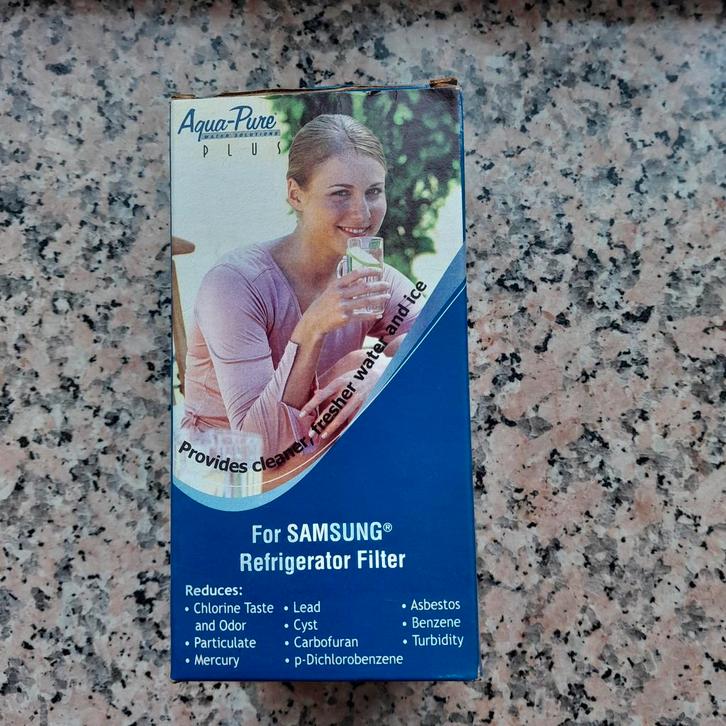 Aqua-Pure
WATER SOLUTIONS
PLUS
Provides cleaner, fresher water and ice
For SAMSUNG®
Refrigerator Filter
Reduces:
• Chlorine Taste and Odor
• Particulate
• Mercury
• Lead
• Cyst
• Carbofuran
• p-Dichlorobenzene
• Asbestos
• Benzene
• Turbidity